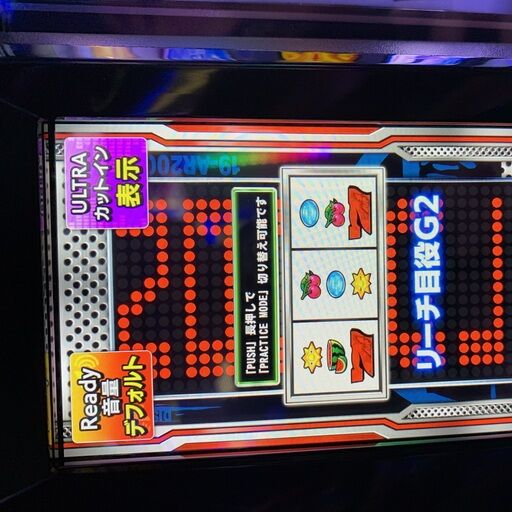 Ready
音量
デフォルト
ULTRA
カットイン
表示
19-AR200
「PUSH」長押しで
「PRACTICE MODE」切り替え可能です
リーチ目役G2